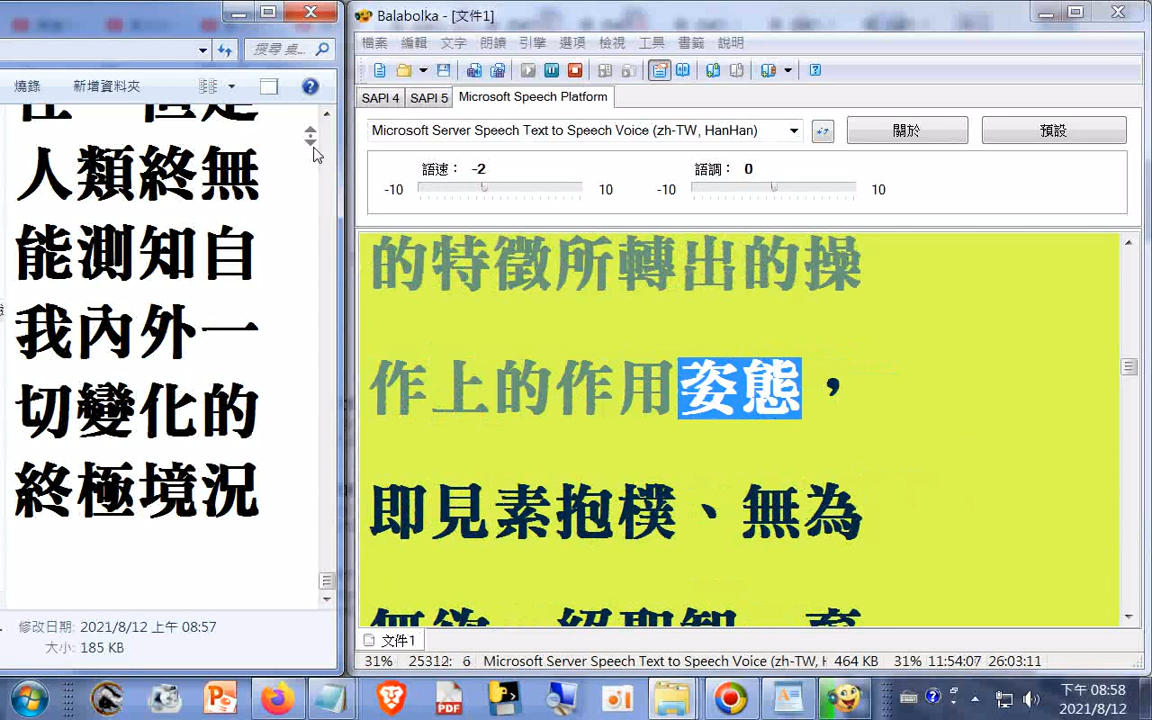 搜尋 桌...
燒錄 新增資料夾
人類終無
能測知自
我內外一
切變化的
終極境況
修改日期: 2021/8/12 上午 08:57
大小: 185 KB
Balabolka - [文件1]
檔案 編輯 文字 朗讀 引擎 選項 檢視 工具 書籤 說明
SAPI 4 SAPI 5 Microsoft Speech Platform
Microsoft Server Speech Text to Speech Voice (zh-TW, HanHan) 關於 預設
語速： -2 語調： 0
-10 10 -10 10
的特徵所轉出的操
作上的作用姿態，
即見素抱樸、無為
文件1
31% 25312: 6 Microsoft Server Speech Text to Speech Voice (zh-TW, H 464 KB 31% 11:54:07 26:03:11
PDF
下午 08:58
2021/8/12